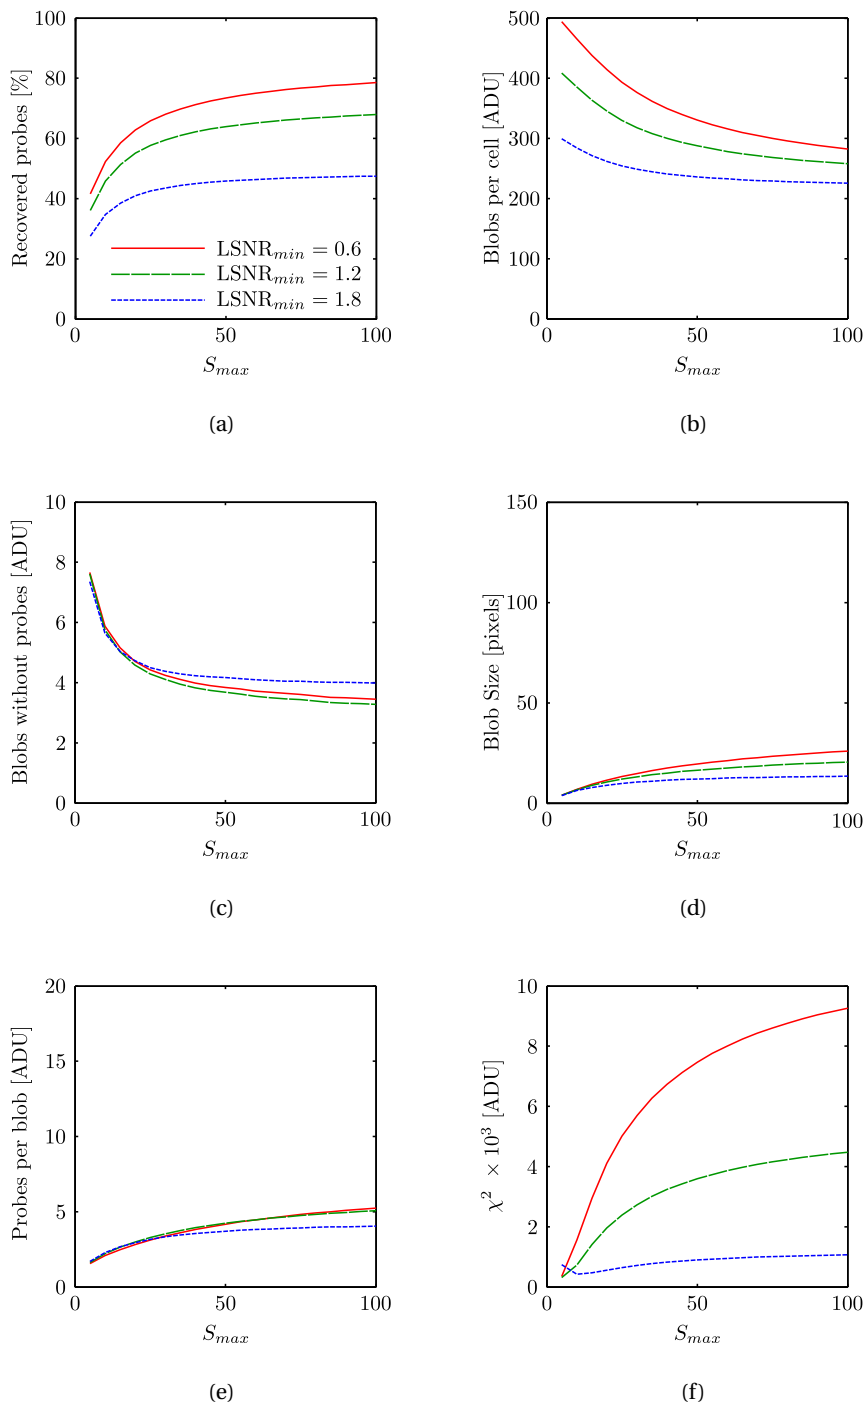 Recovered probes [%]
100
80
60
40
20
0
LSNR_min = 0.6
LSNR_min = 1.2
LSNR_min = 1.8
0 50 100
S_max
(a)
Blobs per cell [ADU]
500
400
300
200
100
0
0 50 100
S_max
(b)
Blobs without probes [ADU]
10
8
6
4
2
0
0 50 100
S_max
(c)
Blob Size [pixels]
150
100
50
0
0 50 100
S_max
(d)
Probes per blob [ADU]
20
15
10
5
0
0 50 100
S_max
(e)
χ² × 10³ [ADU]
10
8
6
4
2
0
0 50 100
S_max
(f)